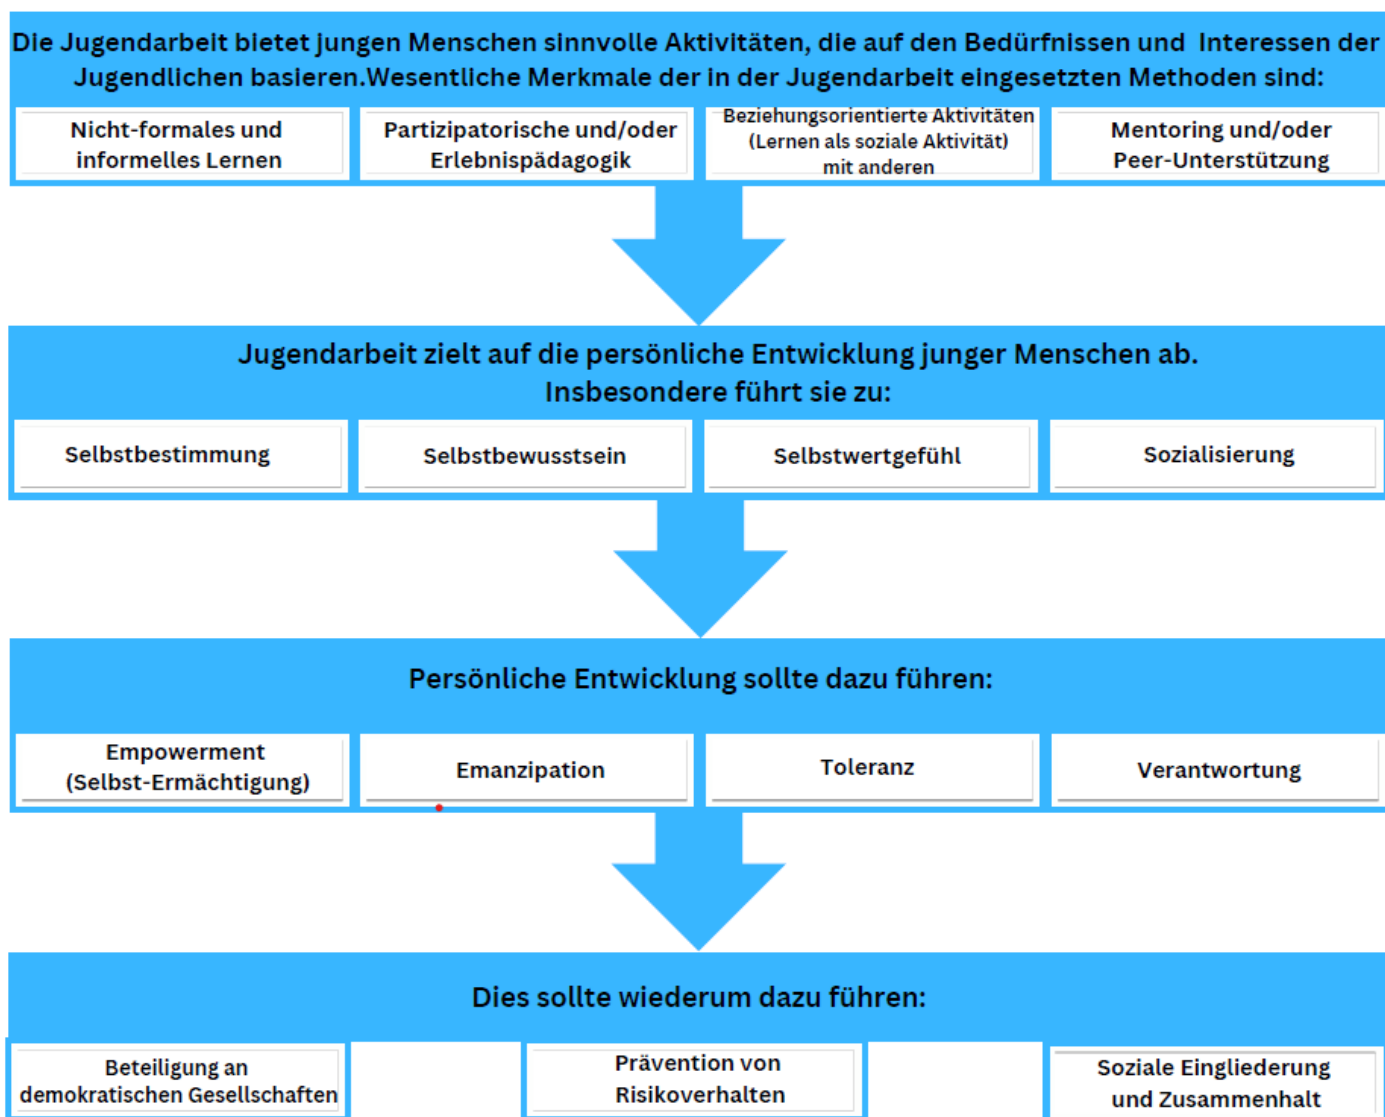 Die Jugendarbeit bietet jungen Menschen sinnvolle Aktivitäten, die auf den Bedürfnissen und Interessen der
Jugendlichen basieren.Wesentliche Merkmale der in der Jugendarbeit eingesetzten Methoden sind:
Nicht-formales und
informelles Lernen
Partizipatorische und/oder
Erlebnispädagogik
Beziehungsorientierte Aktivitäten
(Lernen als soziale Aktivität)
mit anderen
Mentoring und/oder
Peer-Unterstützung
Jugendarbeit zielt auf die persönliche Entwicklung junger Menschen ab.
Insbesondere führt sie zu:
Selbstbestimmung
Selbstbewusstsein
Selbstwertgefühl
Sozialisierung
Persönliche Entwicklung sollte dazu führen:
Empowerment
(Selbst-Ermächtigung)
Emanzipation
Toleranz
Verantwortung
Dies sollte wiederum dazu führen:
Beteiligung an
demokratischen Gesellschaften
Prävention von
Risikoverhalten
Soziale Eingliederung
und Zusammenhalt